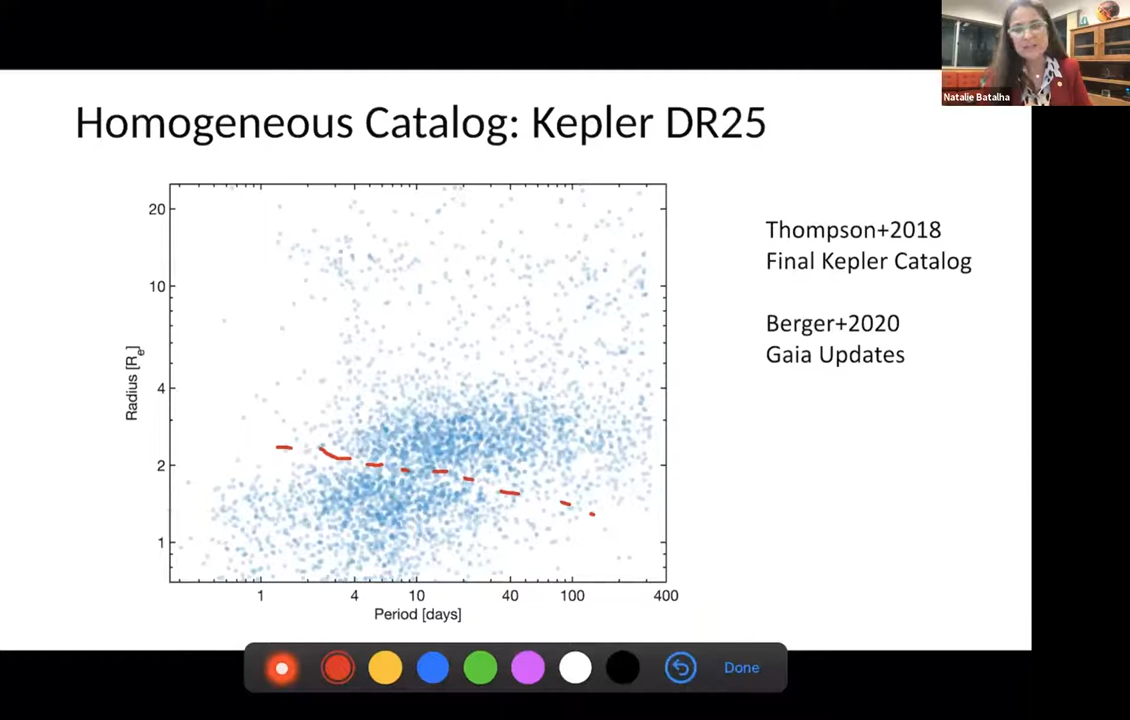 Natalie Batalha
Homogeneous Catalog: Kepler DR25
20
10
4
2
1
Radius [Re]
1 4 10 40 100 400
Period [days]
Thompson+2018
Final Kepler Catalog
Berger+2020
Gaia Updates
Done